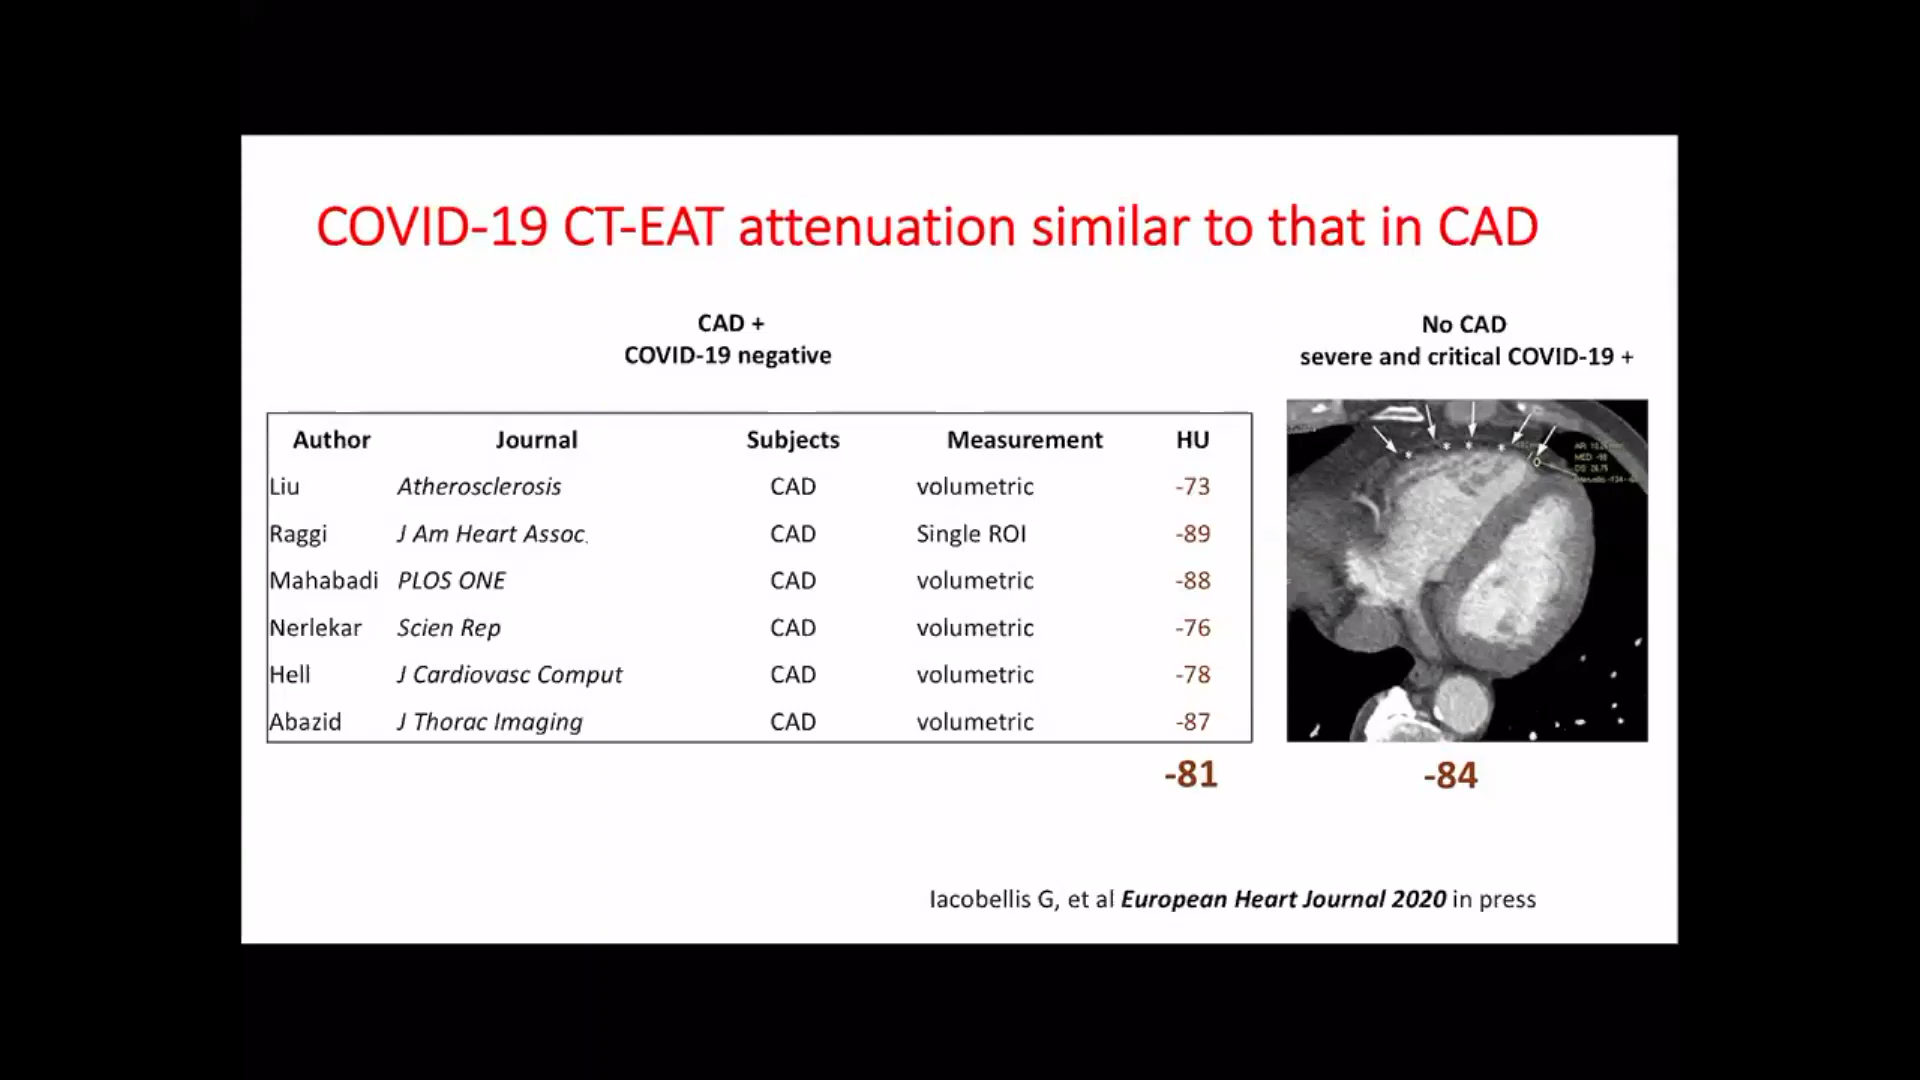 COVID-19 CT-EAT attenuation similar to that in CAD
CAD +
COVID-19 negative
No CAD
severe and critical COVID-19 +
Author Journal Subjects Measurement HU
Liu Atherosclerosis CAD volumetric -73
Raggi J Am Heart Assoc. CAD Single ROI -89
Mahabadi PLOS ONE CAD volumetric -88
Nerlekar Scien Rep CAD volumetric -76
Hell J Cardiovasc Comput CAD volumetric -78
Abazid J Thorac Imaging CAD volumetric -87
-81
-84
Iacobellis G, et al European Heart Journal 2020 in press